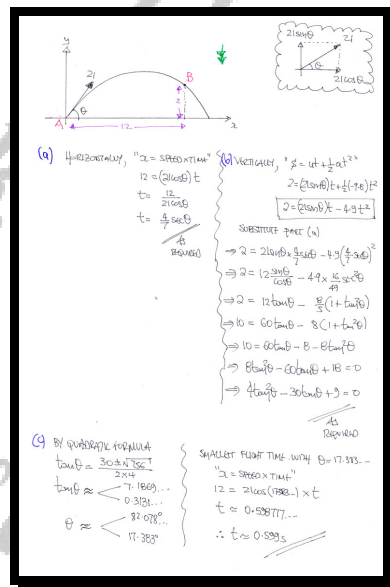 y
21
θ
A
B
2
12
x
21sinθ
21
θ
21cosθ
(a) HORIZONTALLY, "x = SPEED × TIME"
12 = (21cosθ) t
t = 12/(21cosθ)
t = 4/7 secθ
AS REQUIRED
(b) VERTICALLY, "s = ut + ½at²"
2 = (21sinθ)t + ½(-9.8)t²
2 = (21sinθ)t - 4.9t²
SUBSTITUTE PART (a)
⇒ 2 = 21sinθ × 4/7 secθ - 4.9(4/7 secθ)²
⇒ 2 = 12 sinθ/cosθ - 4.9 × 16/49 sec²θ
⇒ 2 = 12tanθ - 8/5(1 + tan²θ)
⇒ 10 = 60tanθ - 8(1 + tan²θ)
⇒ 10 = 60tanθ - 8 - 8tan²θ
⇒ 8tan²θ - 60tanθ + 18 = 0
⇒ 4tan²θ - 30tanθ + 9 = 0
AS REQUIRED
(c) BY QUADRATIC FORMULA
tanθ = (30 ± √756)/(2×4)
tanθ ≈ 7.1869...
0.3131...
θ ≈ 82.078°
17.383°
SMALLEST FLIGHT TIME WITH θ = 17.383...
"x = SPEED × TIME"
12 = 21cos(17.383..) × t
t ≈ 0.598777...
∴ t ≈ 0.599s